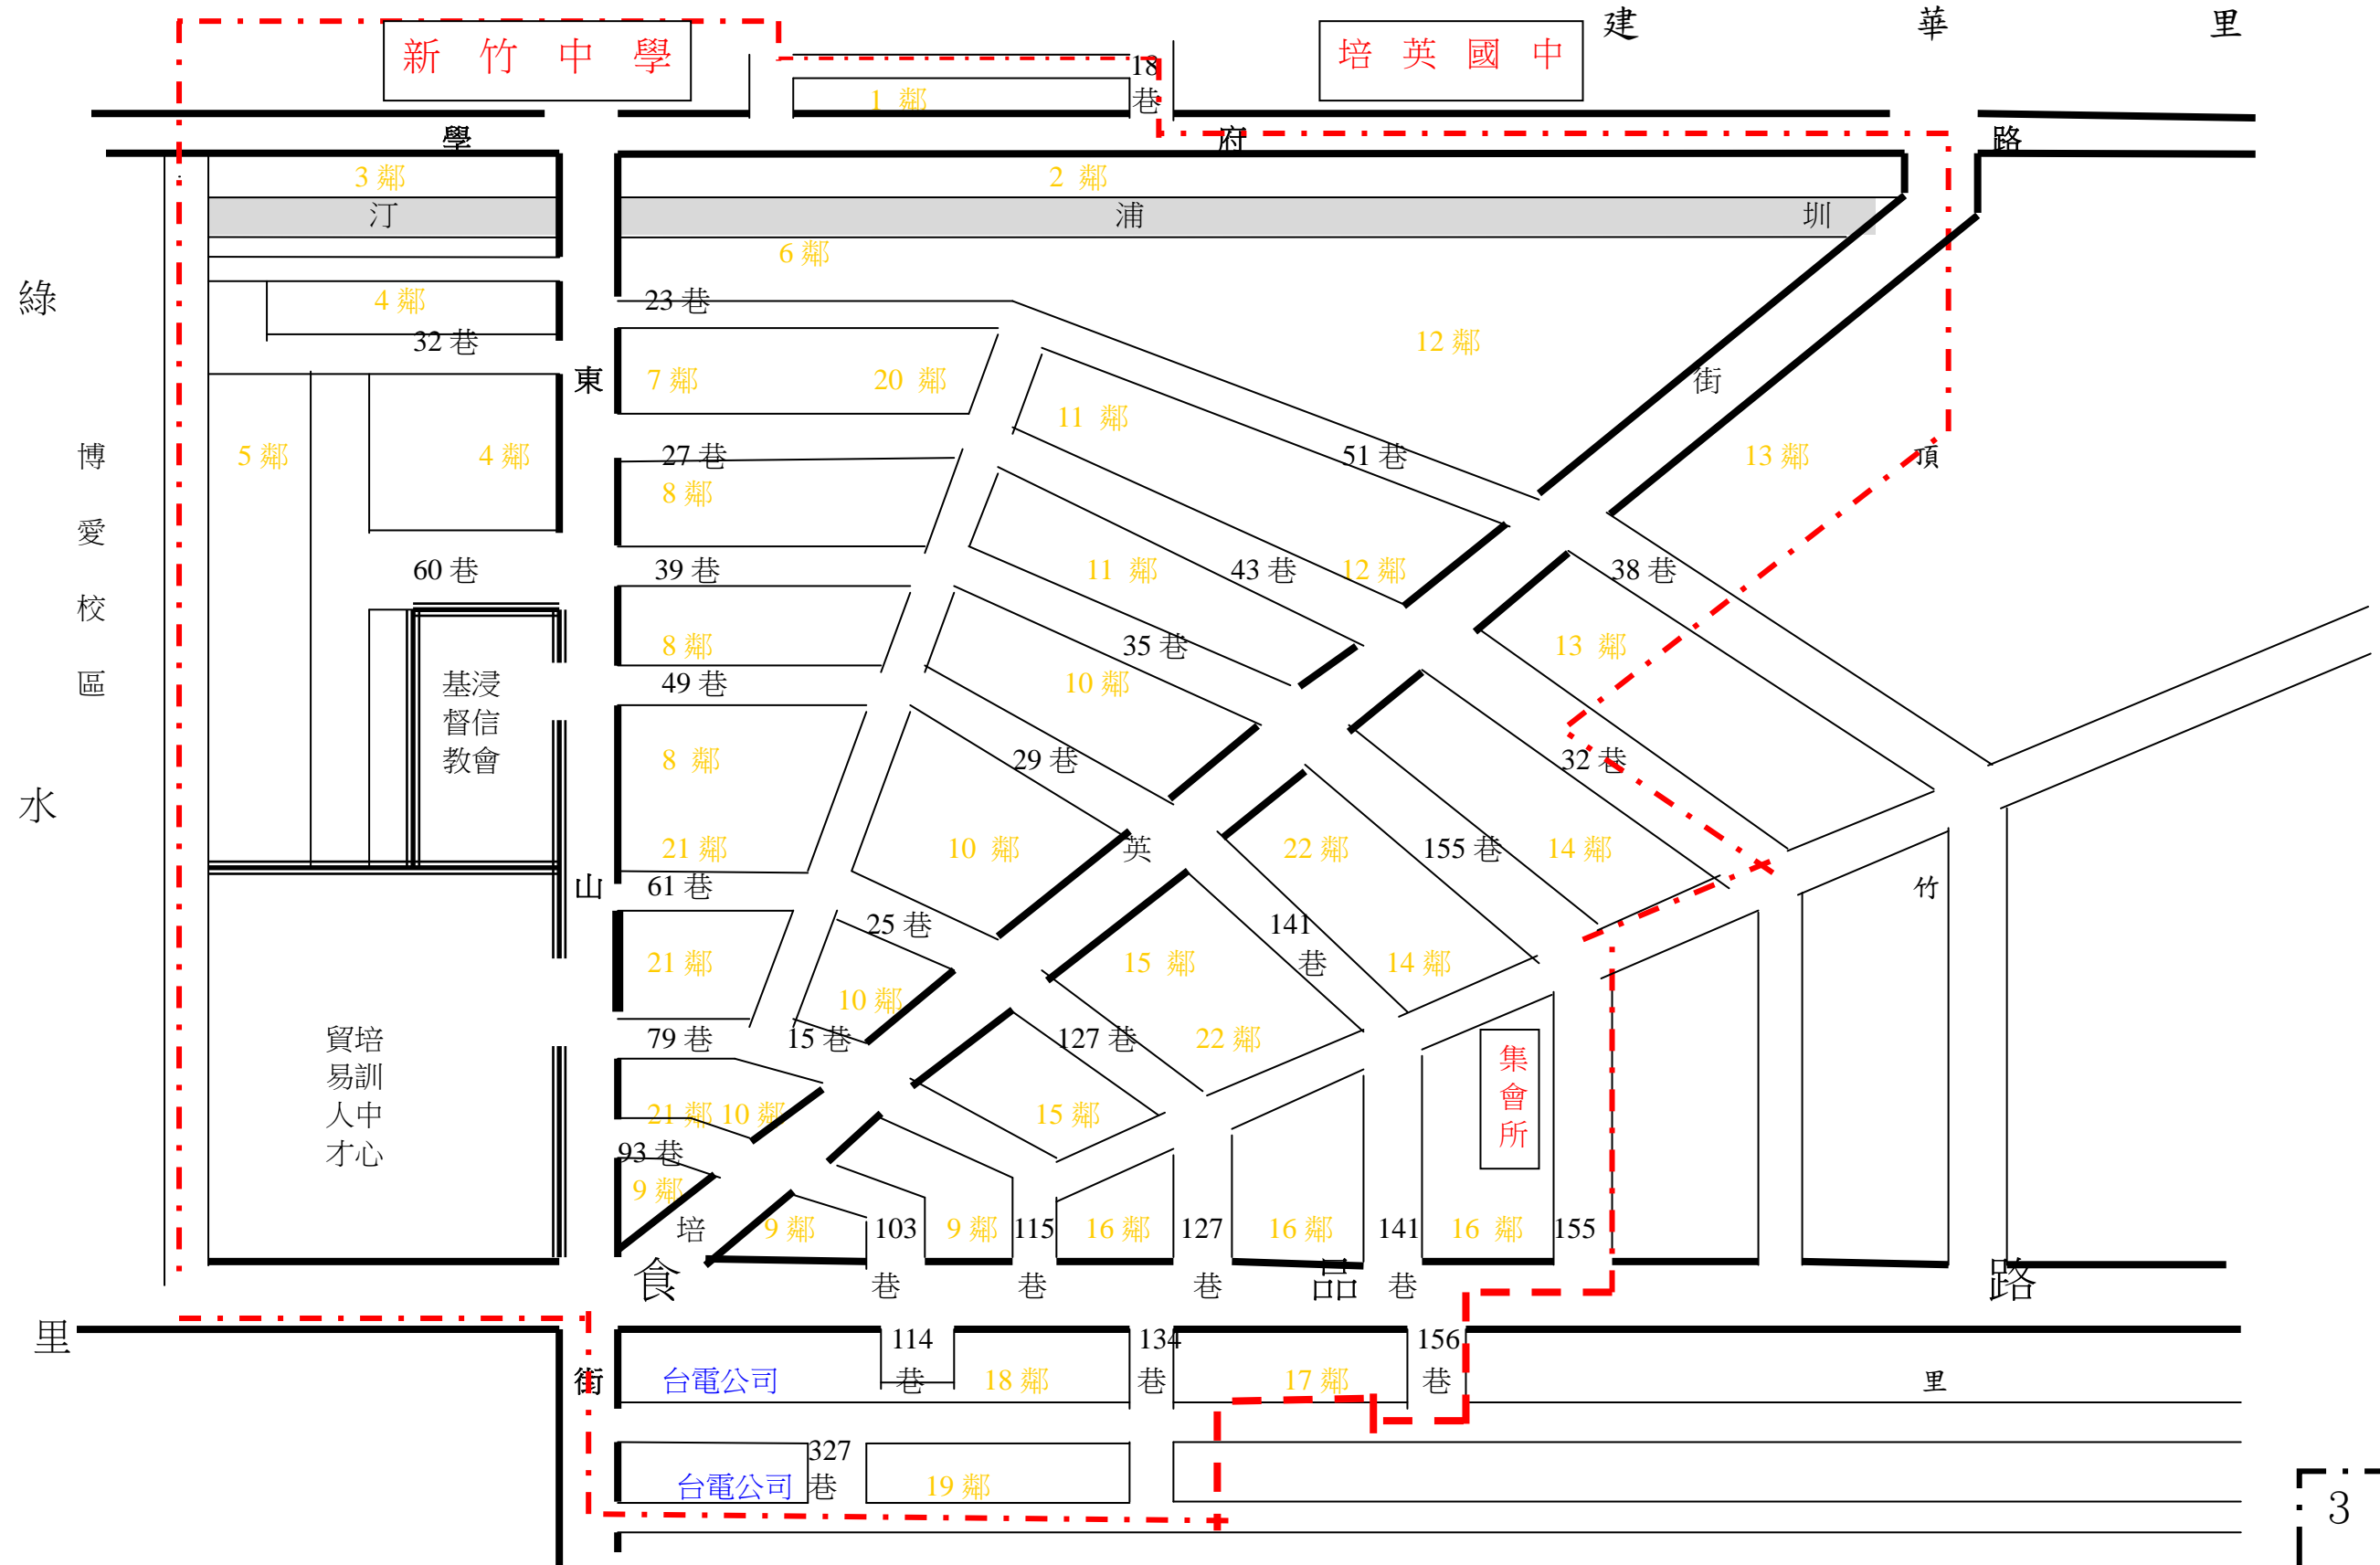 建 華 里
新 竹 中 學
培 英 國 中
18
巷
1 鄰
學 府 路
3 鄰
2 鄰
汀 浦 圳
6 鄰
綠
4 鄰
23 巷
32 巷
12 鄰
東
7 鄰
20 鄰
街
11 鄰
博
愛
校
區
5 鄰
4 鄰
27 巷
51 巷
13 鄰
頂
8 鄰
60 巷
39 巷
11 鄰
43 巷
12 鄰
38 巷
8 鄰
35 巷
13 鄰
基浸
督信
教會
49 巷
10 鄰
8 鄰
29 巷
32 巷
水
21 鄰
10 鄰
英
22 鄰
155 巷
14 鄰
山
61 巷
竹
25 巷
141
巷
21 鄰
15 鄰
14 鄰
10 鄰
貿培
易訓
人中
才心
79 巷
15 巷
127 巷
22 鄰
集
會
所
21 鄰
10 鄰
15 鄰
93 巷
9 鄰
培
9 鄰
103
巷
9 鄰
115
巷
16 鄰
127
巷
16 鄰
141
巷
16 鄰
155
食 品 路
里
街
台電公司
114
巷
18 鄰
134
巷
17 鄰
156
巷
里
台電公司
327
巷
19 鄰
3